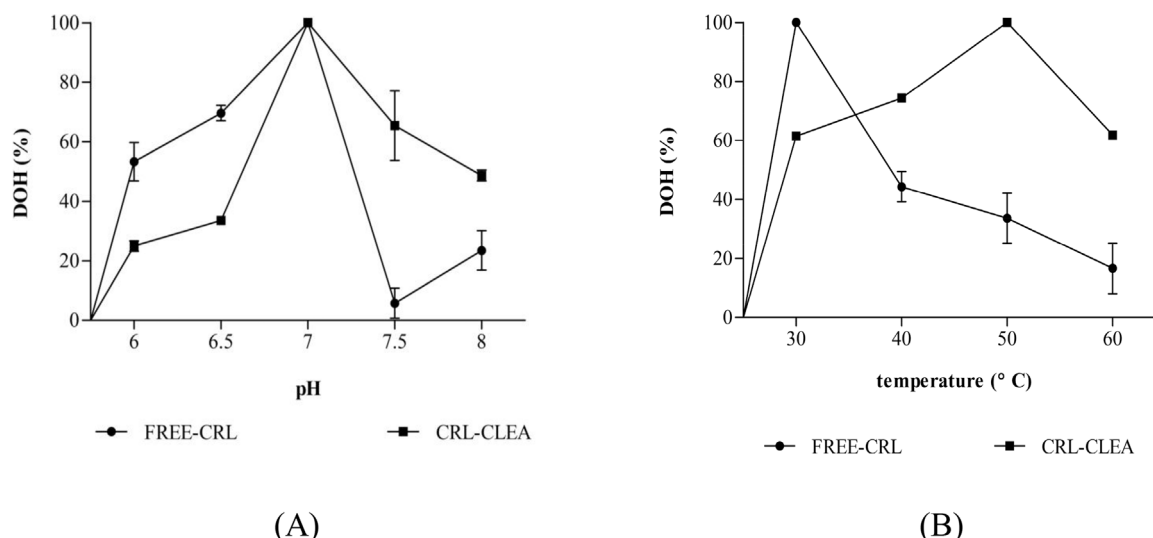 100
80
60
40
20
0
DOH (%)
6 6.5 7 7.5 8
pH
FREE-CRL CRL-CLEA
(A)
100
80
60
40
20
0
DOH (%)
30 40 50 60
temperature (° C)
FREE-CRL CRL-CLEA
(B)